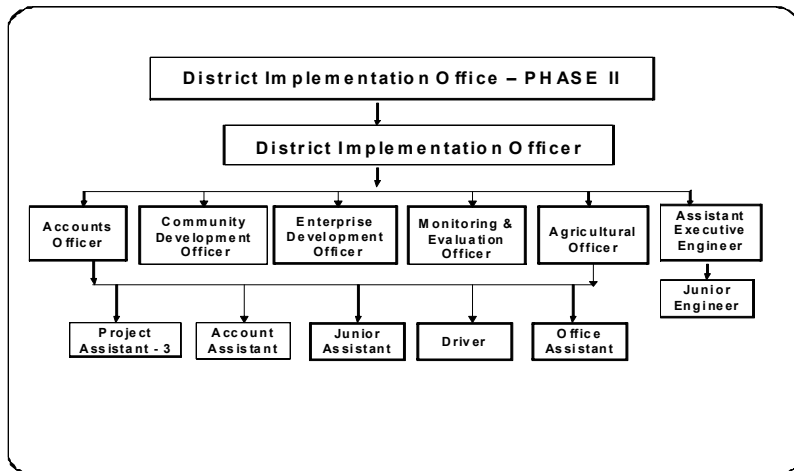 District Implementation Office – PHASE II
District Implementation Officer
Accounts
Officer
Community
Development
Officer
Enterprise
Development
Officer
Monitoring &
Evaluation
Officer
Agricultural
Officer
Assistant
Executive
Engineer
Junior
Engineer
Project
Assistant - 3
Account
Assistant
Junior
Assistant
Driver
Office
Assistant